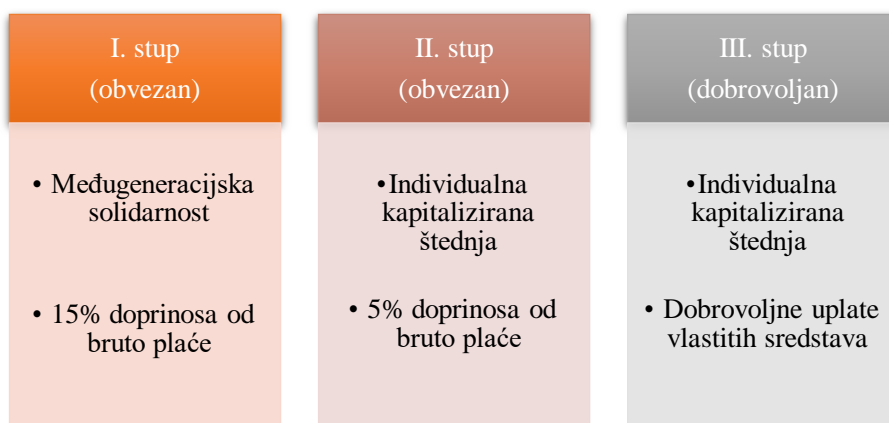 I. stup
(obvezan)
• Međugeneracijska
solidarnost
• 15% doprinosa od
bruto plaće
II. stup
(obvezan)
•Individualna
kapitalizirana
štednja
• 5% doprinosa od
bruto plaće
III. stup
(dobrovoljan)
•Individualna
kapitalizirana
štednja
• Dobrovoljne uplate
vlastitih sredstava